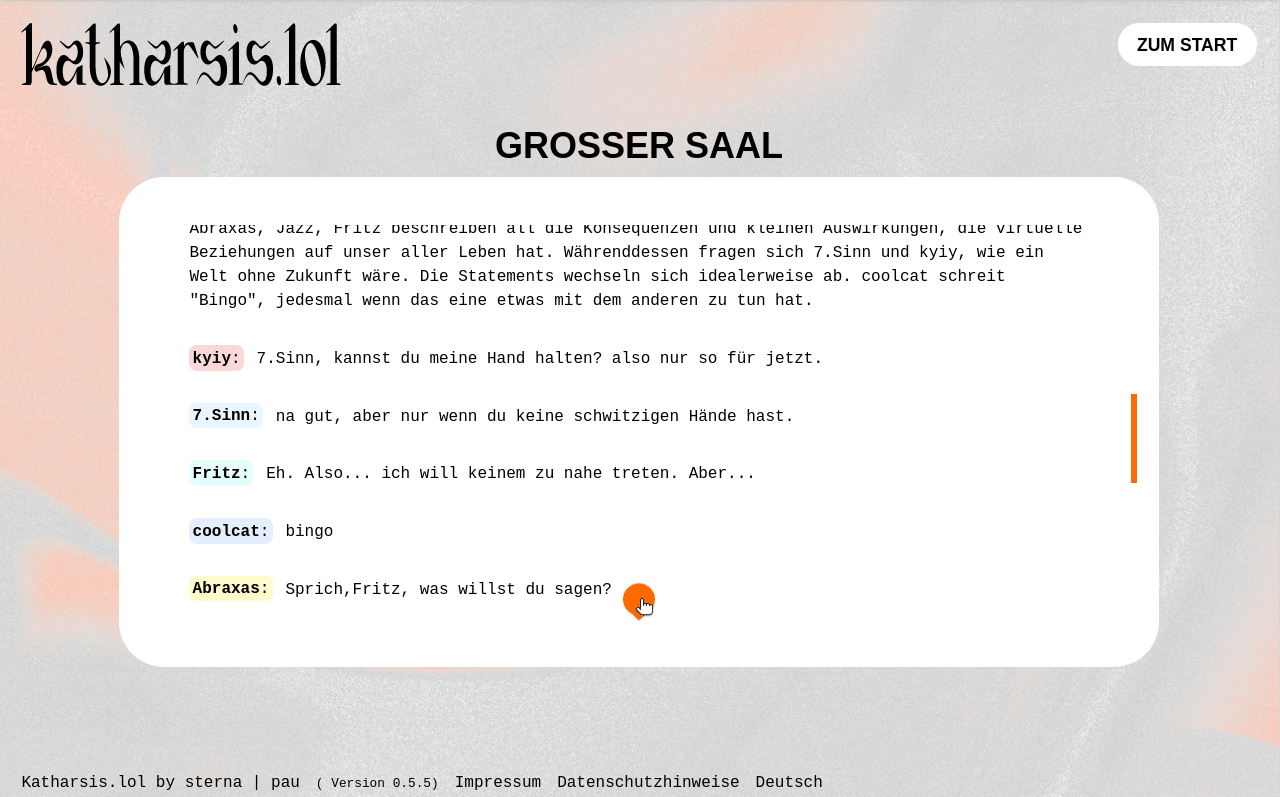 katharsis.lol
ZUM START
GROSSER SAAL
Abraxas, Jazz, Fritz beschreiben all die Konsequenzen und kleinen Auswirkungen, die virtuelle
Beziehungen auf unser aller Leben hat. Währenddessen fragen sich 7.Sinn und kyiy, wie ein
Welt ohne Zukunft wäre. Die Statements wechseln sich idealerweise ab. coolcat schreit
"Bingo", jedesmal wenn das eine etwas mit dem anderen zu tun hat.
kyiy: 7.Sinn, kannst du meine Hand halten? also nur so für jetzt.
7.Sinn: na gut, aber nur wenn du keine schwitzigen Hände hast.
Fritz: Eh. Also... ich will keinem zu nahe treten. Aber...
coolcat: bingo
Abraxas: Sprich,Fritz, was willst du sagen?
Katharsis.lol by sterna | pau ( Version 0.5.5) Impressum Datenschutzhinweise Deutsch